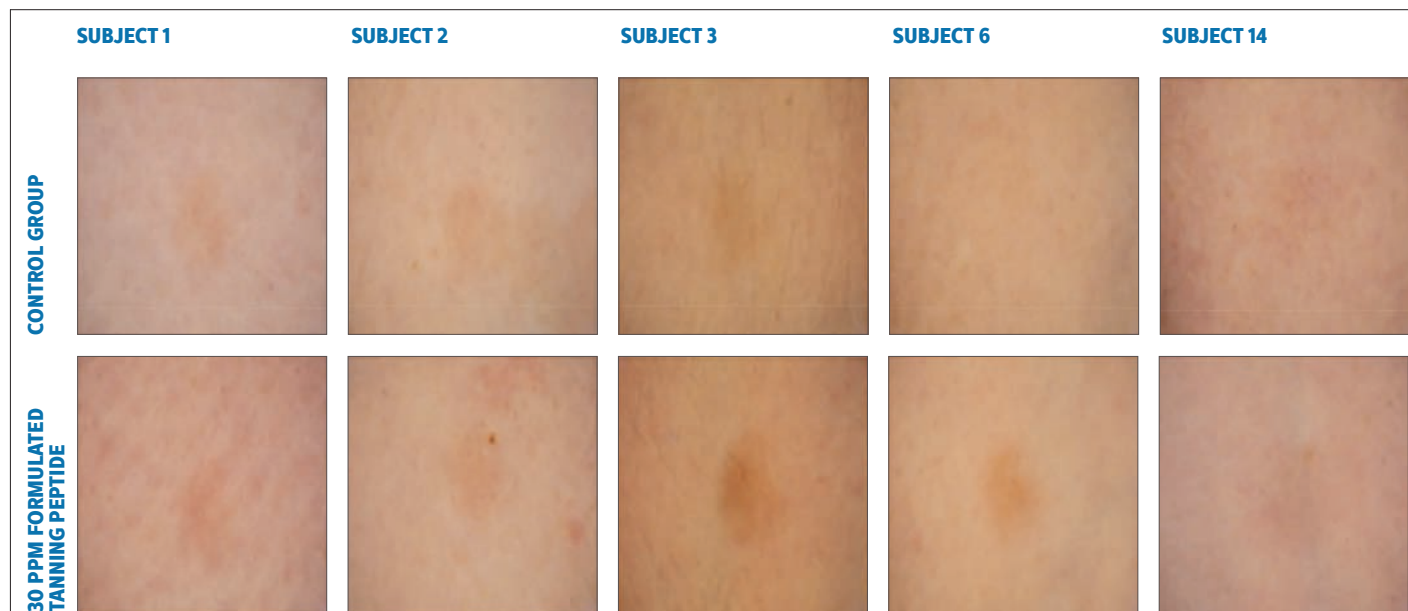 SUBJECT 1
SUBJECT 2
SUBJECT 3
SUBJECT 6
SUBJECT 14
CONTROL GROUP
30 PPM FORMULATED
TANNING PEPTIDE